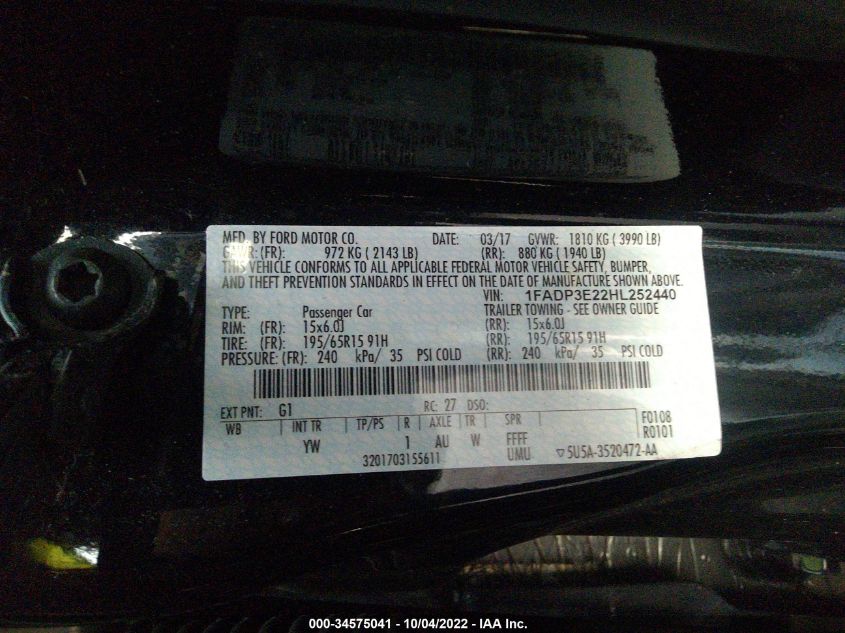 MFD. BY FORD MOTOR CO. DATE: 03/17 GVWR: 1810 KG ( 3990 LB)
GAWR: (FR): 972 KG ( 2143 LB) (RR): 880 KG ( 1940 LB)
THIS VEHICLE CONFORMS TO ALL APPLICABLE FEDERAL MOTOR VEHICLE SAFETY, BUMPER,
AND THEFT PREVENTION STANDARDS IN EFFECT ON THE DATE OF MANUFACTURE SHOWN ABOVE.
VIN: 1FADP3E22HL252440
TYPE: Passenger Car TRAILER TOWING - SEE OWNER GUIDE
RIM: (FR): 15x6.0J (RR): 15x6.0J
TIRE: (FR): 195/65R15 91H (RR): 195/65R15 91H
PRESSURE: (FR): 240 kPa/ 35 PSI COLD (RR): 240 kPa/ 35 PSI COLD
EXT PNT: G1 RC: 27 DSO: F0108
WB INT TR TP/PS R AXLE TR SPR R0101
YW 1 AU W FFFF
3201703155611 UMU ▽5U5A-3520472-AA
000-34575041 - 10/04/2022 - IAA Inc.